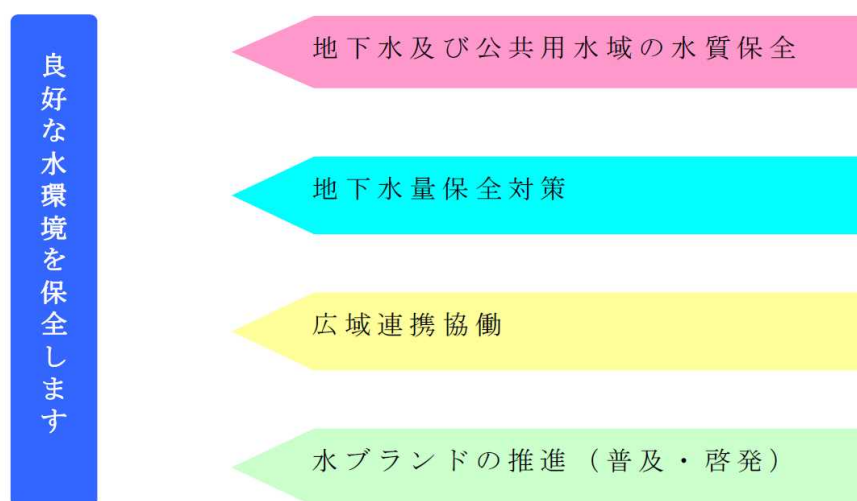 良好な水環境を保全します
地下水及び公共用水域の水質保全
地下水量保全対策
広域連携協働
水ブランドの推進（普及・啓発）